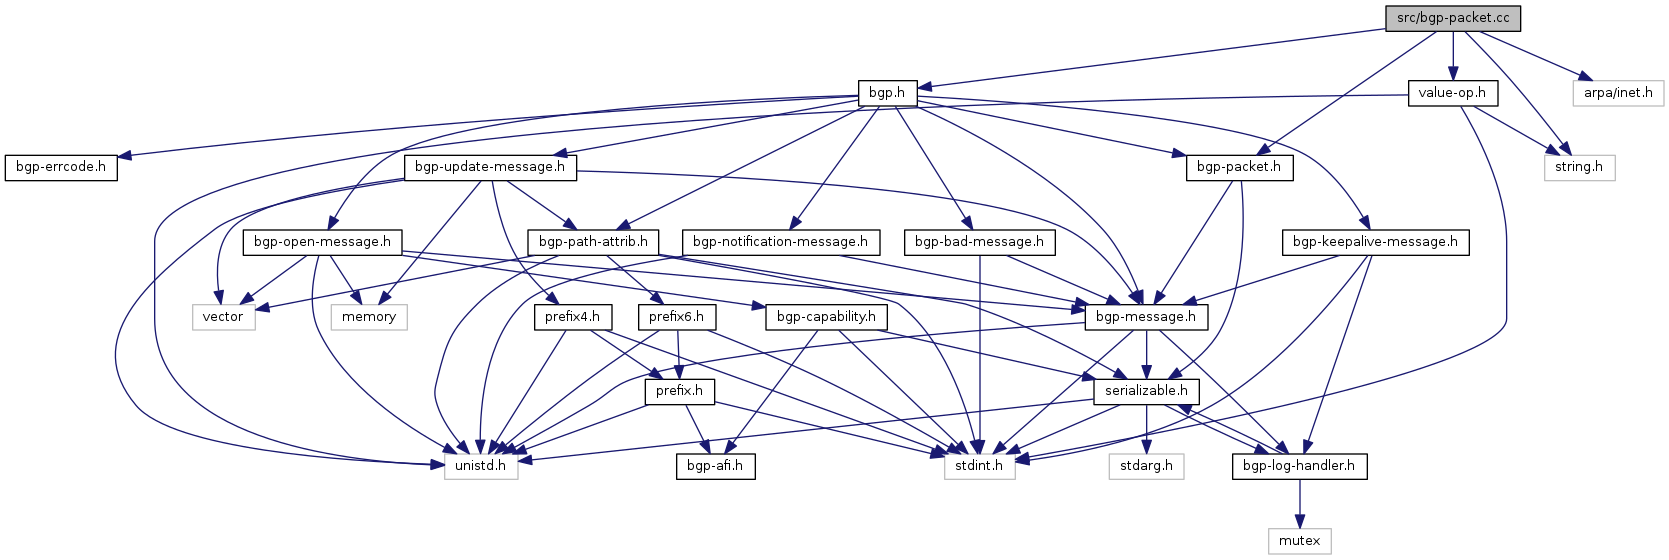 src/bgp-packet.cc
bgp.h
value-op.h
arpa/inet.h
bgp-errcode.h
bgp-update-message.h
bgp-packet.h
string.h
bgp-open-message.h
bgp-path-attrib.h
bgp-notification-message.h
bgp-bad-message.h
bgp-keepalive-message.h
vector
memory
prefix4.h
prefix6.h
bgp-capability.h
bgp-message.h
prefix.h
serializable.h
unistd.h
bgp-afi.h
stdint.h
stdarg.h
bgp-log-handler.h
mutex